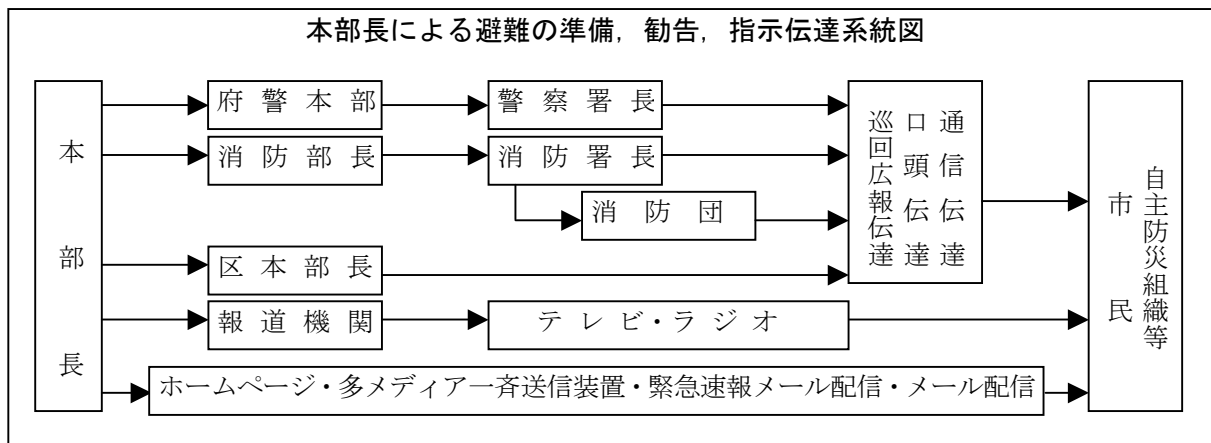 本部長による避難の準備，勧告，指示伝達系統図
本部長
府警本部
警察署長
消防部長
消防署長
消防団
区本部長
報道機関
テレビ・ラジオ
ホームページ・多メディア一斉送信装置・緊急速報メール配信・メール配信
通信伝達
口頭伝達
巡回広報伝達
自主防災組織等
市民